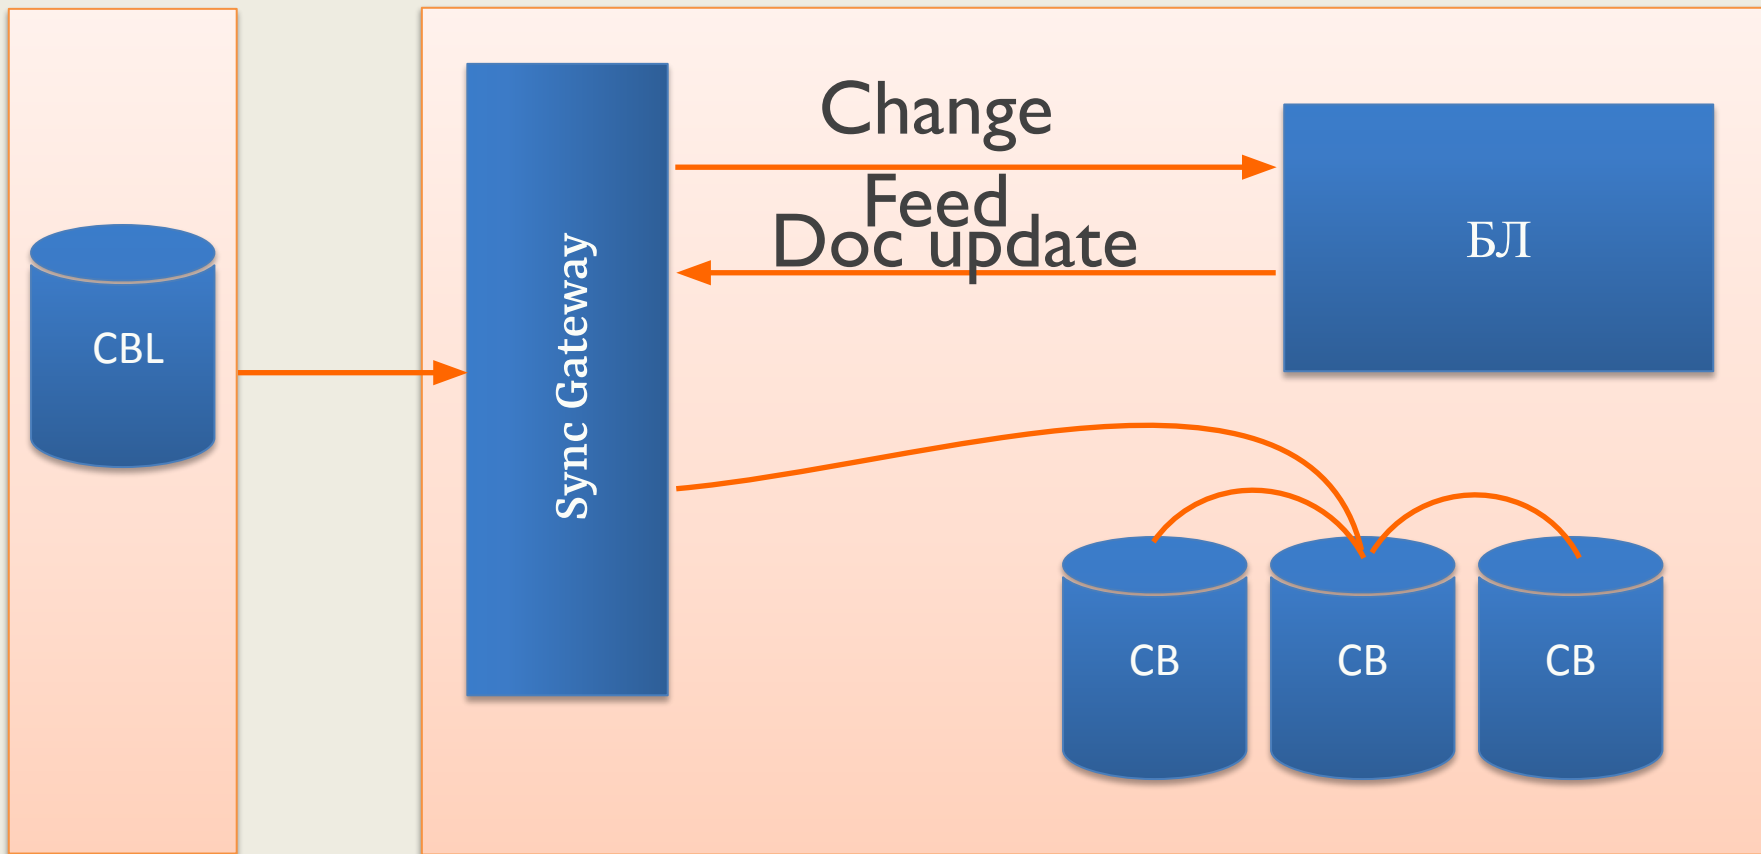 Change
Feed
Doc update
БЛ
CBL
Sync Gateway
CB
CB
CB